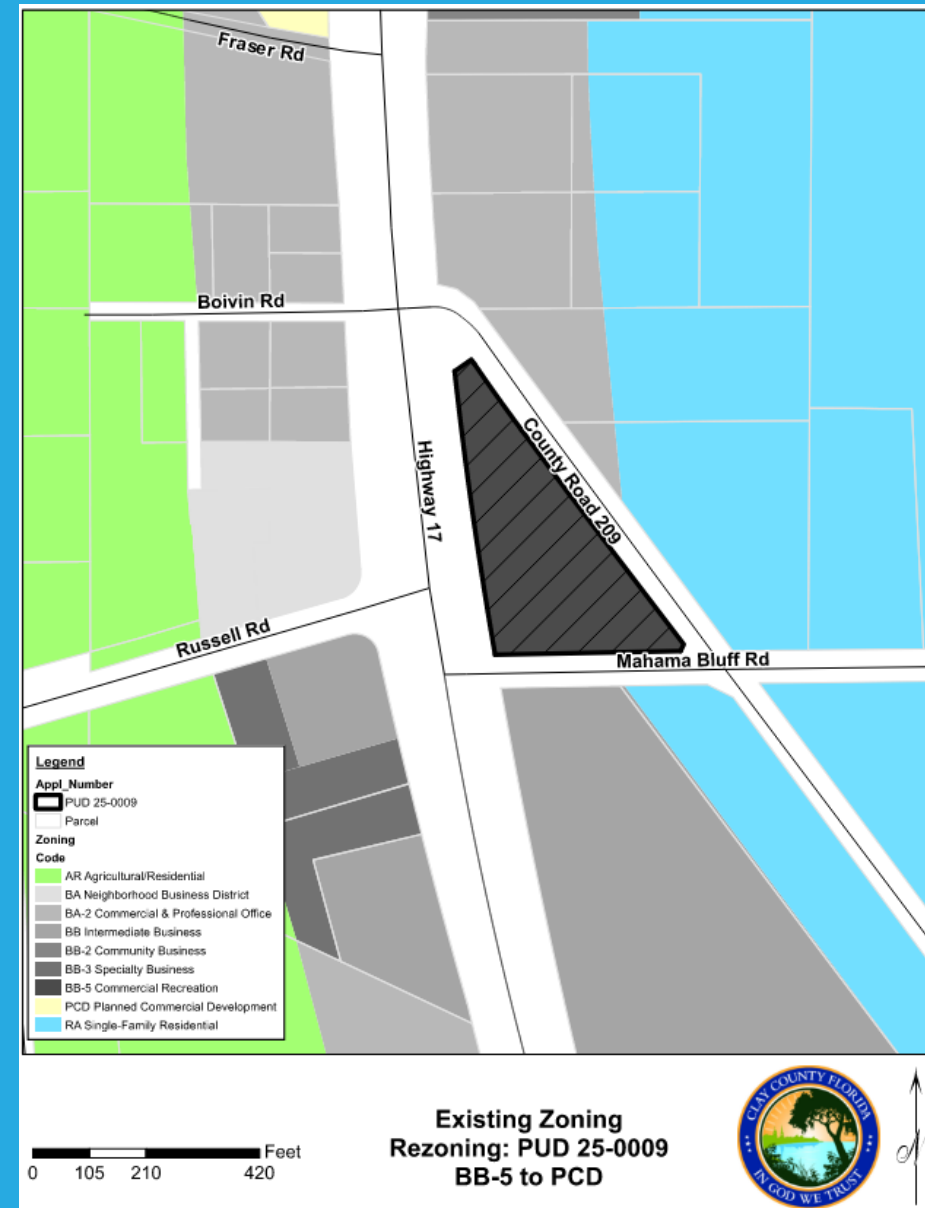 Fraser Rd
Boivin Rd
County Road 209
Highway 17
Russell Rd
Mahama Bluff Rd
Legend
Appl_Number
PUD 25-0009
Parcel
Zoning
Code
AR Agricultural/Residential
BA Neighborhood Business District
BA-2 Commercial & Professional Office
BB Intermediate Business
BB-2 Community Business
BB-3 Specialty Business
BB-5 Commercial Recreation
PCD Planned Commercial Development
RA Single-Family Residential
Feet
0 105 210 420
Existing Zoning
Rezoning: PUD 25-0009
BB-5 to PCD
CLAY COUNTY FLORIDA
IN GOD WE TRUST
N